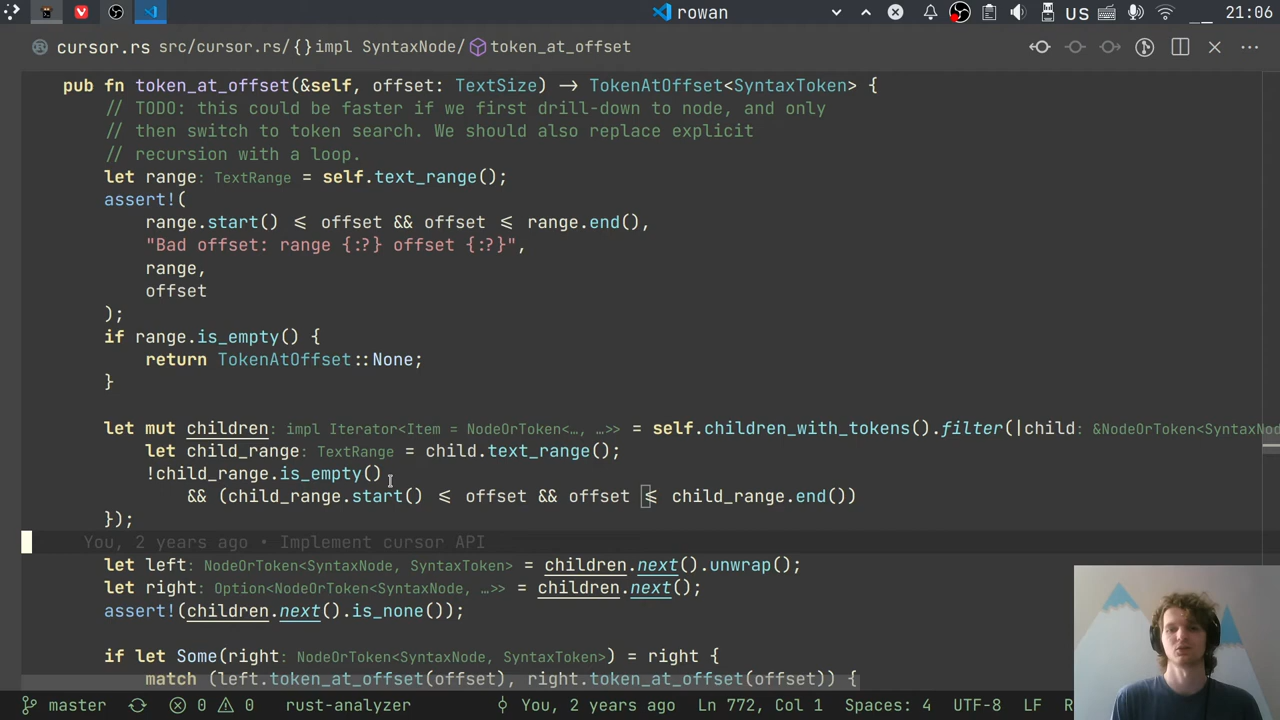 rowan
US
21:06
cursor.rs src/cursor.rs/{}impl SyntaxNode/token_at_offset
pub fn token_at_offset(&self, offset: TextSize) → TokenAtOffset<SyntaxToken> {
// TODO: this could be faster if we first drill-down to node, and only
// then switch to token search. We should also replace explicit
// recursion with a loop.
let range: TextRange = self.text_range();
assert!(
range.start() ⩽ offset && offset ⩽ range.end(),
"Bad offset: range {:?} offset {:?}",
range,
offset
);
if range.is_empty() {
return TokenAtOffset::None;
}
let mut children: impl Iterator<Item = NodeOrToken<…, …>> = self.children_with_tokens().filter(|child: &NodeOrToken<SyntaxNo
let child_range: TextRange = child.text_range();
!child_range.is_empty()
&& (child_range.start() ⩽ offset && offset ⩽ child_range.end())
});
You, 2 years ago • Implement cursor API
let left: NodeOrToken<SyntaxNode, SyntaxToken> = children.next().unwrap();
let right: Option<NodeOrToken<SyntaxNode, …>> = children.next();
assert!(children.next().is_none());
if let Some(right: NodeOrToken<SyntaxNode, SyntaxToken>) = right {
match (left.token_at_offset(offset), right.token_at_offset(offset)) {
master 0 0 rust-analyzer You, 2 years ago Ln 772, Col 1 Spaces: 4 UTF-8 LF R